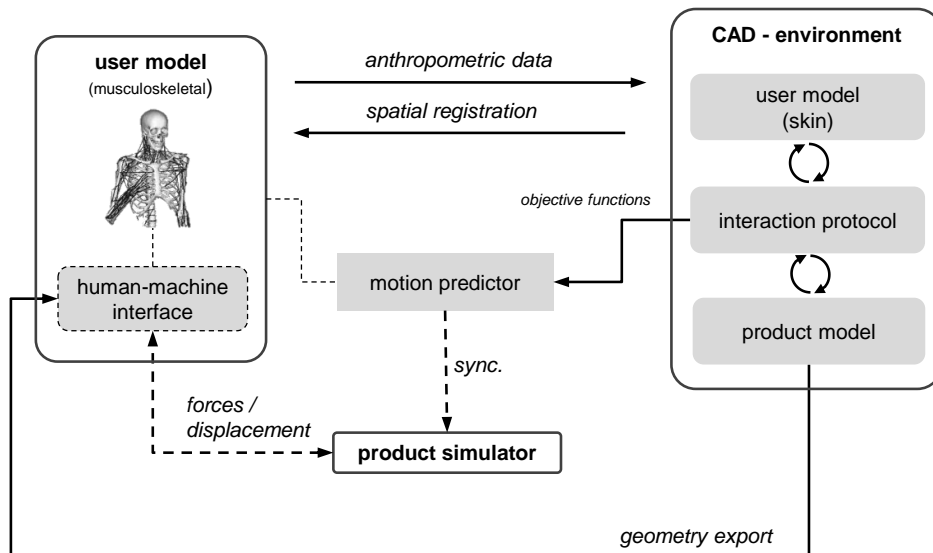 user model
(musculoskeletal)
human-machine
interface
anthropometric data
spatial registration
objective functions
motion predictor
sync.
forces /
displacement
product simulator
CAD - environment
user model
(skin)
interaction protocol
product model
geometry export